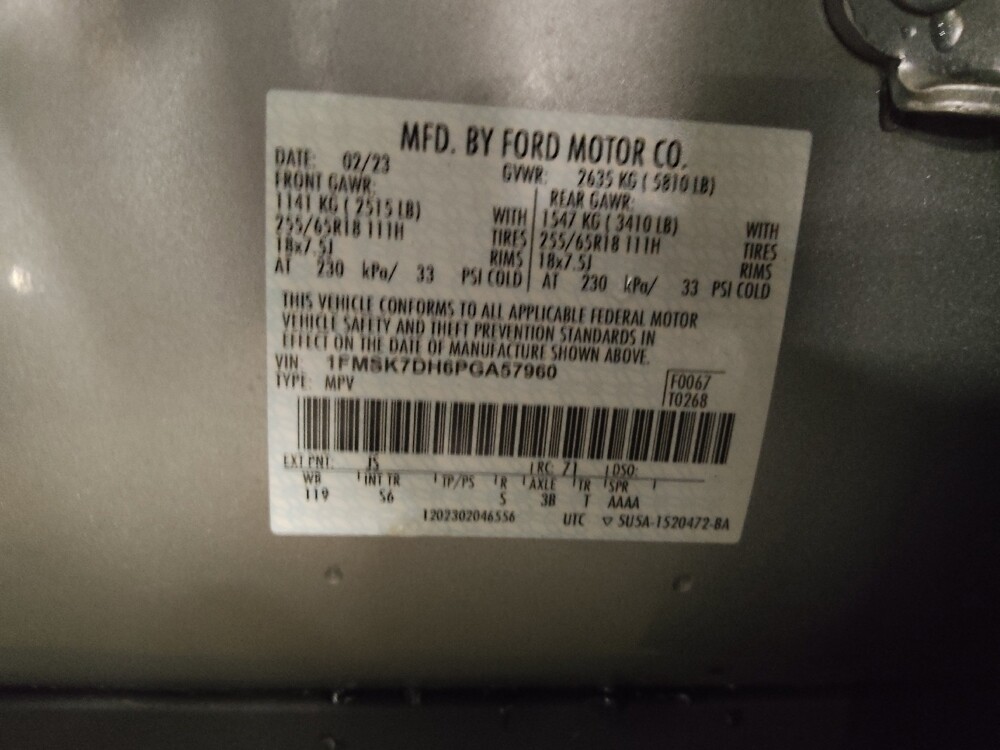 MFD. BY FORD MOTOR CO.
DATE: 02/23 GVWR: 2635 KG ( 5810 LB)
FRONT GAWR: REAR GAWR:
1141 KG ( 2515 LB) WITH 1547 KG ( 3410 LB) WITH
255/65R18 111H TIRES 255/65R18 111H TIRES
18x7.5J RIMS 18x7.5J RIMS
AT 230 kPa/ 33 PSI COLD AT 230 kPa/ 33 PSI COLD
THIS VEHICLE CONFORMS TO ALL APPLICABLE FEDERAL MOTOR
VEHICLE SAFETY AND THEFT PREVENTION STANDARDS IN
EFFECT ON THE DATE OF MANUFACTURE SHOWN ABOVE.
VIN: 1FMSK7DH6PGA57960
TYPE: MPV F0067
T0268
EXT PNT: JS RC: 71 DSO:
WB INT TR TP/PS R AXLE TR SPR
119 S6 S 3B T AAAA
1202302046556 UTC ▽ SU5A-1520472-BA